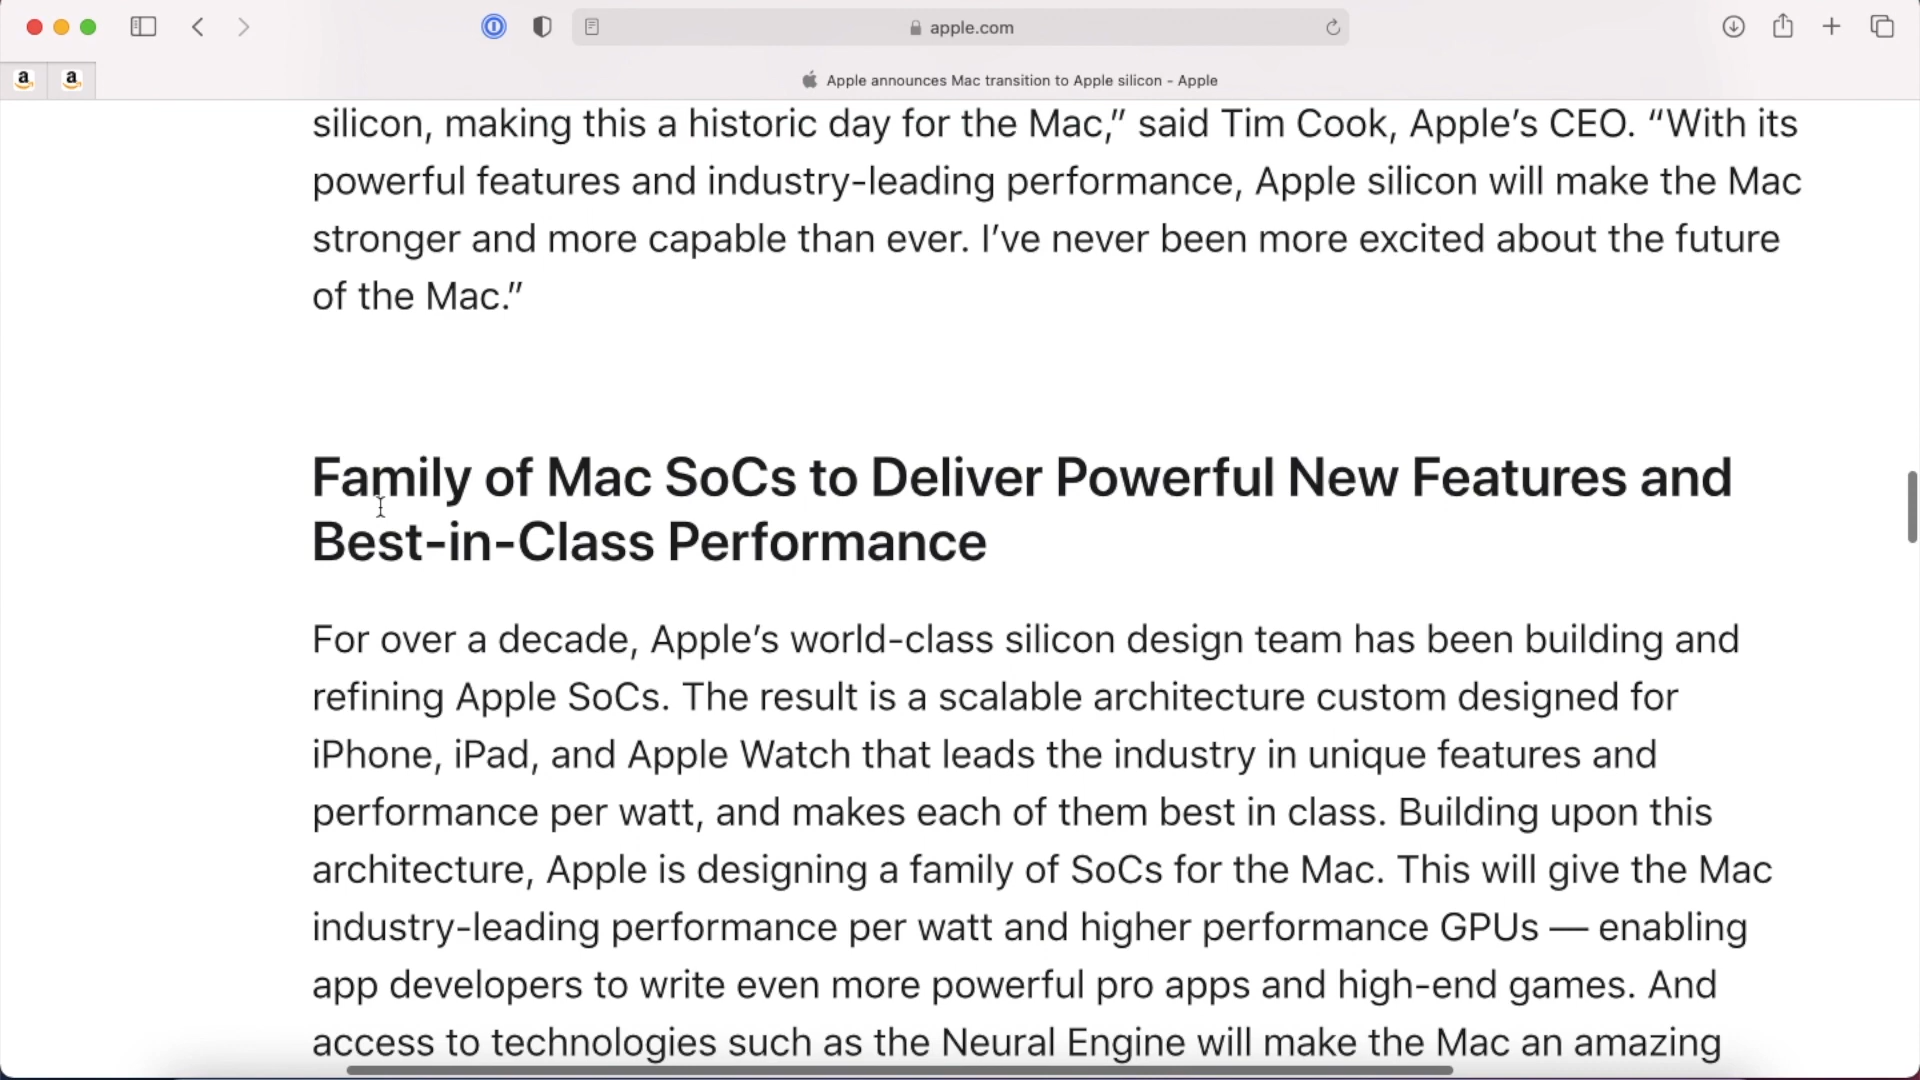 apple.com
a
a
Apple announces Mac transition to Apple silicon - Apple
silicon, making this a historic day for the Mac,” said Tim Cook, Apple’s CEO. “With its
powerful features and industry-leading performance, Apple silicon will make the Mac
stronger and more capable than ever. I’ve never been more excited about the future
of the Mac.”
Family of Mac SoCs to Deliver Powerful New Features and
Best-in-Class Performance
For over a decade, Apple’s world-class silicon design team has been building and
refining Apple SoCs. The result is a scalable architecture custom designed for
iPhone, iPad, and Apple Watch that leads the industry in unique features and
performance per watt, and makes each of them best in class. Building upon this
architecture, Apple is designing a family of SoCs for the Mac. This will give the Mac
industry-leading performance per watt and higher performance GPUs — enabling
app developers to write even more powerful pro apps and high-end games. And
access to technologies such as the Neural Engine will make the Mac an amazing